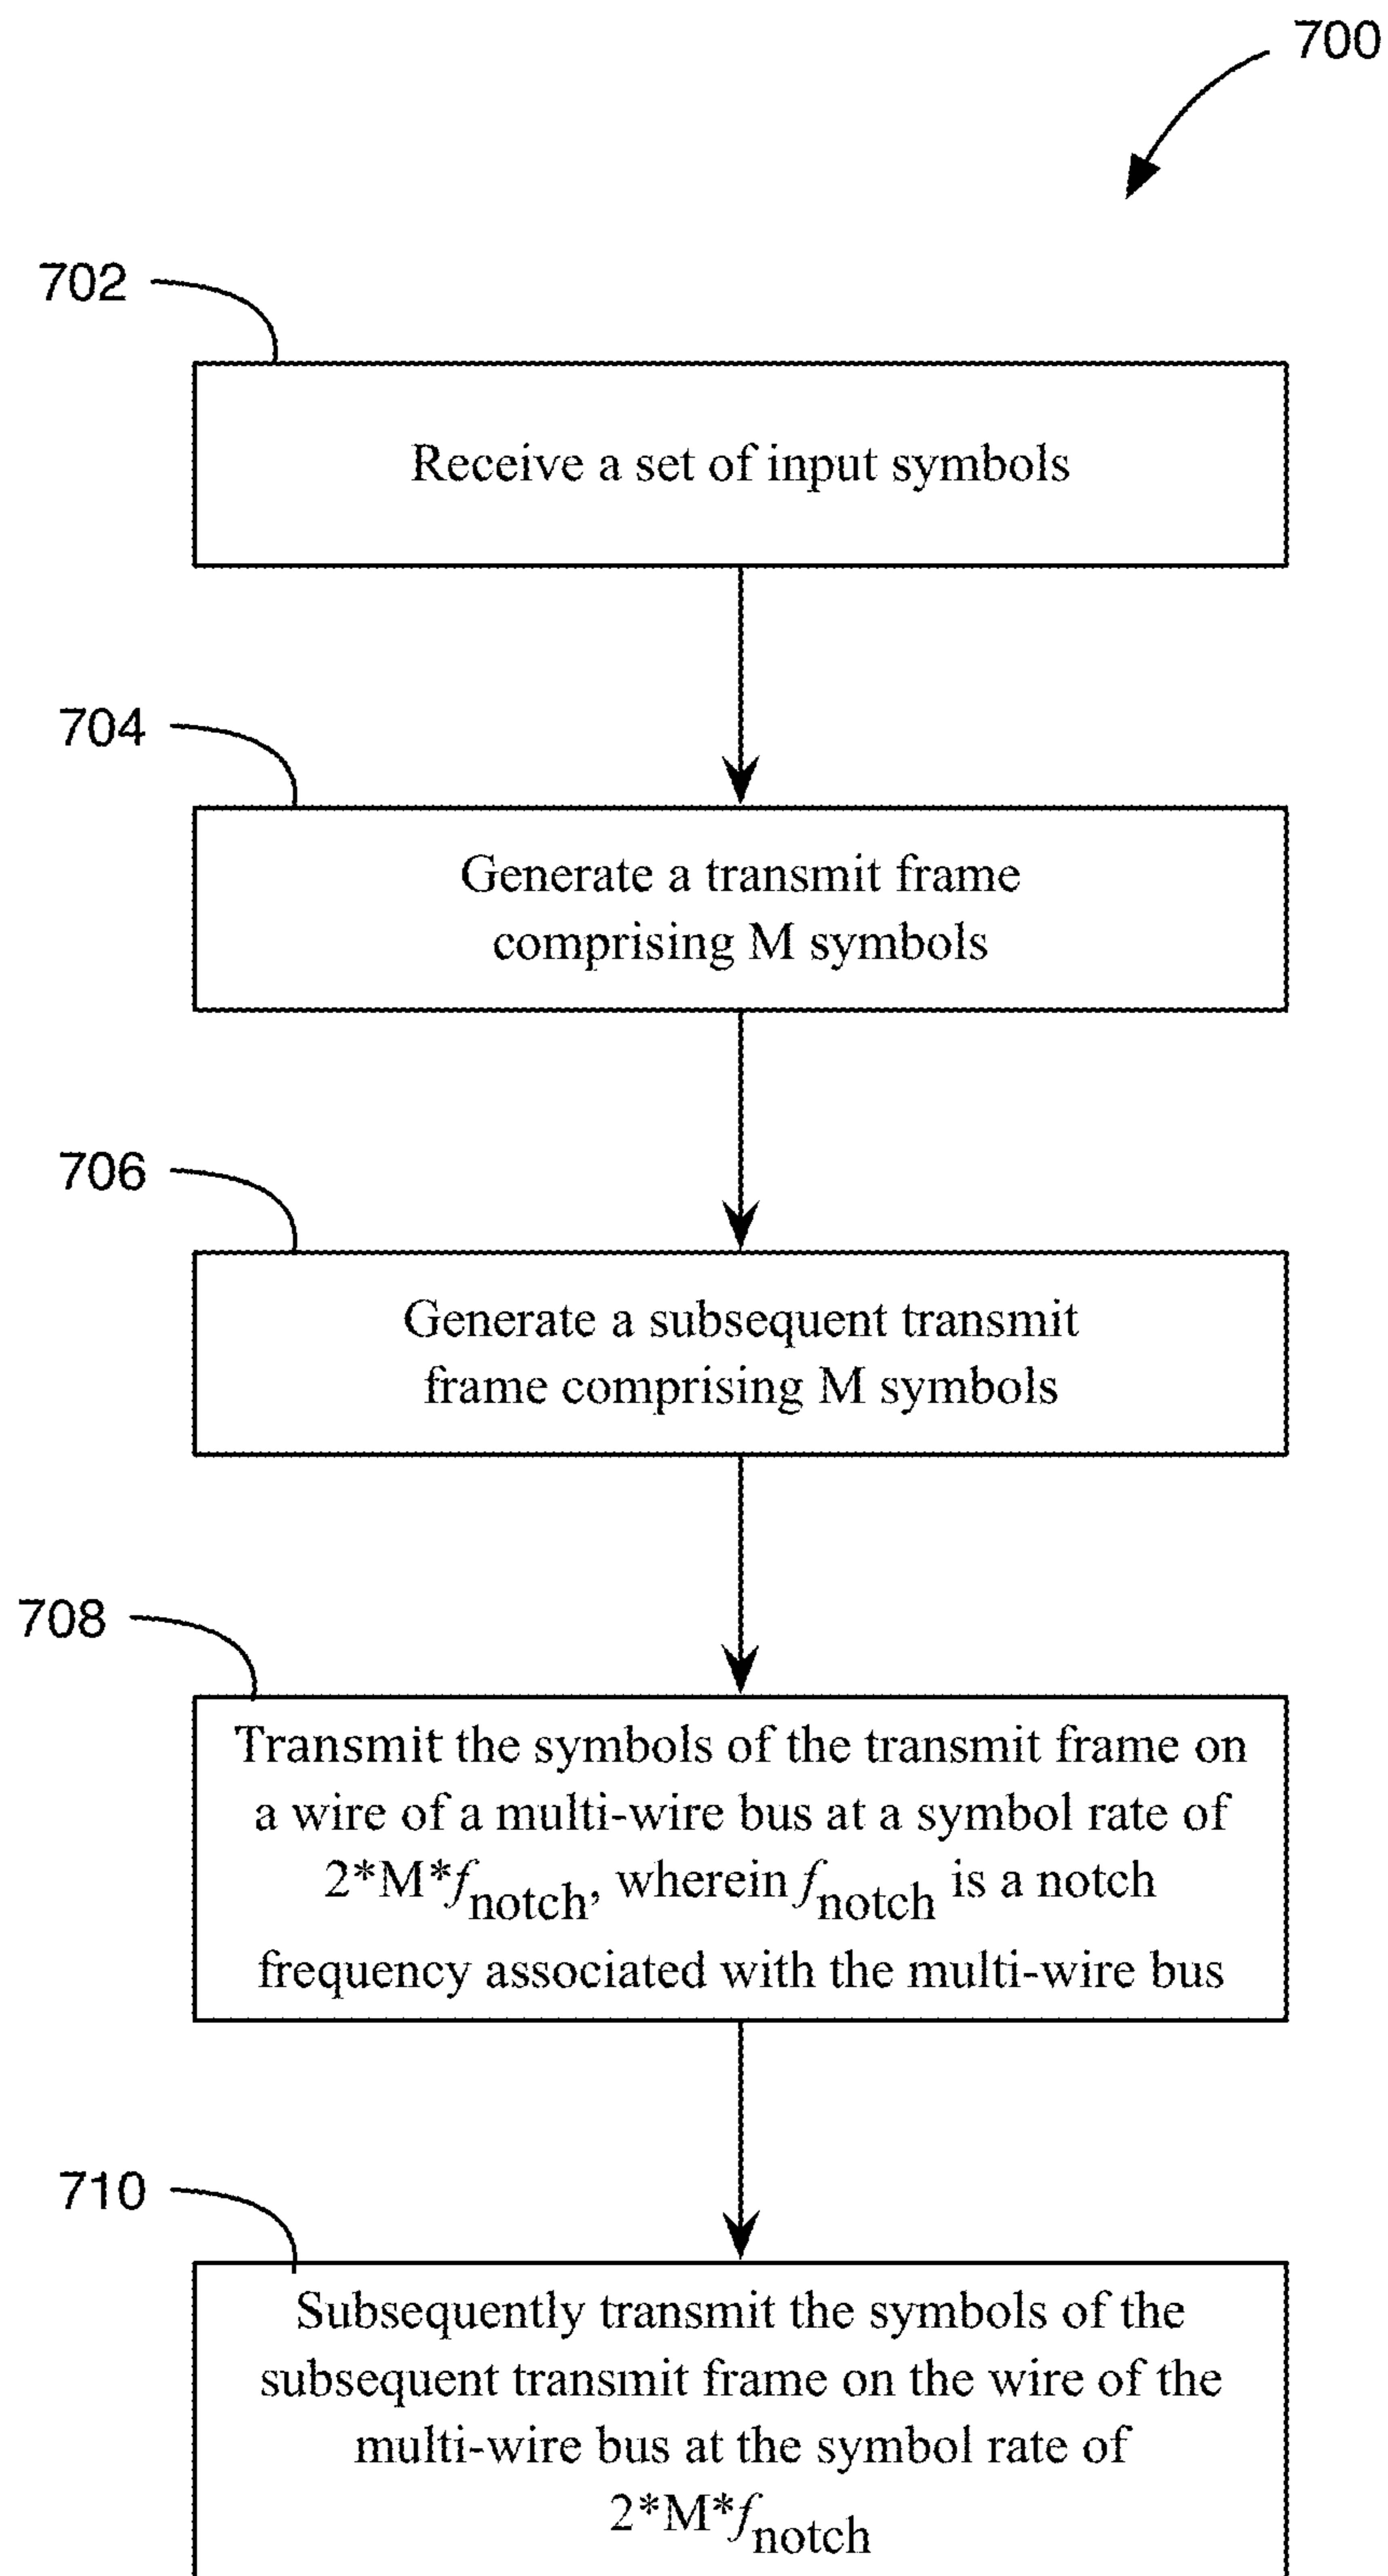 700
702
Receive a set of input symbols
704
Generate a transmit frame
comprising M symbols
706
Generate a subsequent transmit
frame comprising M symbols
708
Transmit the symbols of the transmit frame on
a wire of a multi-wire bus at a symbol rate of
2*M*fnotch, wherein fnotch is a notch
frequency associated with the multi-wire bus
710
Subsequently transmit the symbols of the
subsequent transmit frame on the wire of the
multi-wire bus at the symbol rate of
2*M*fnotch